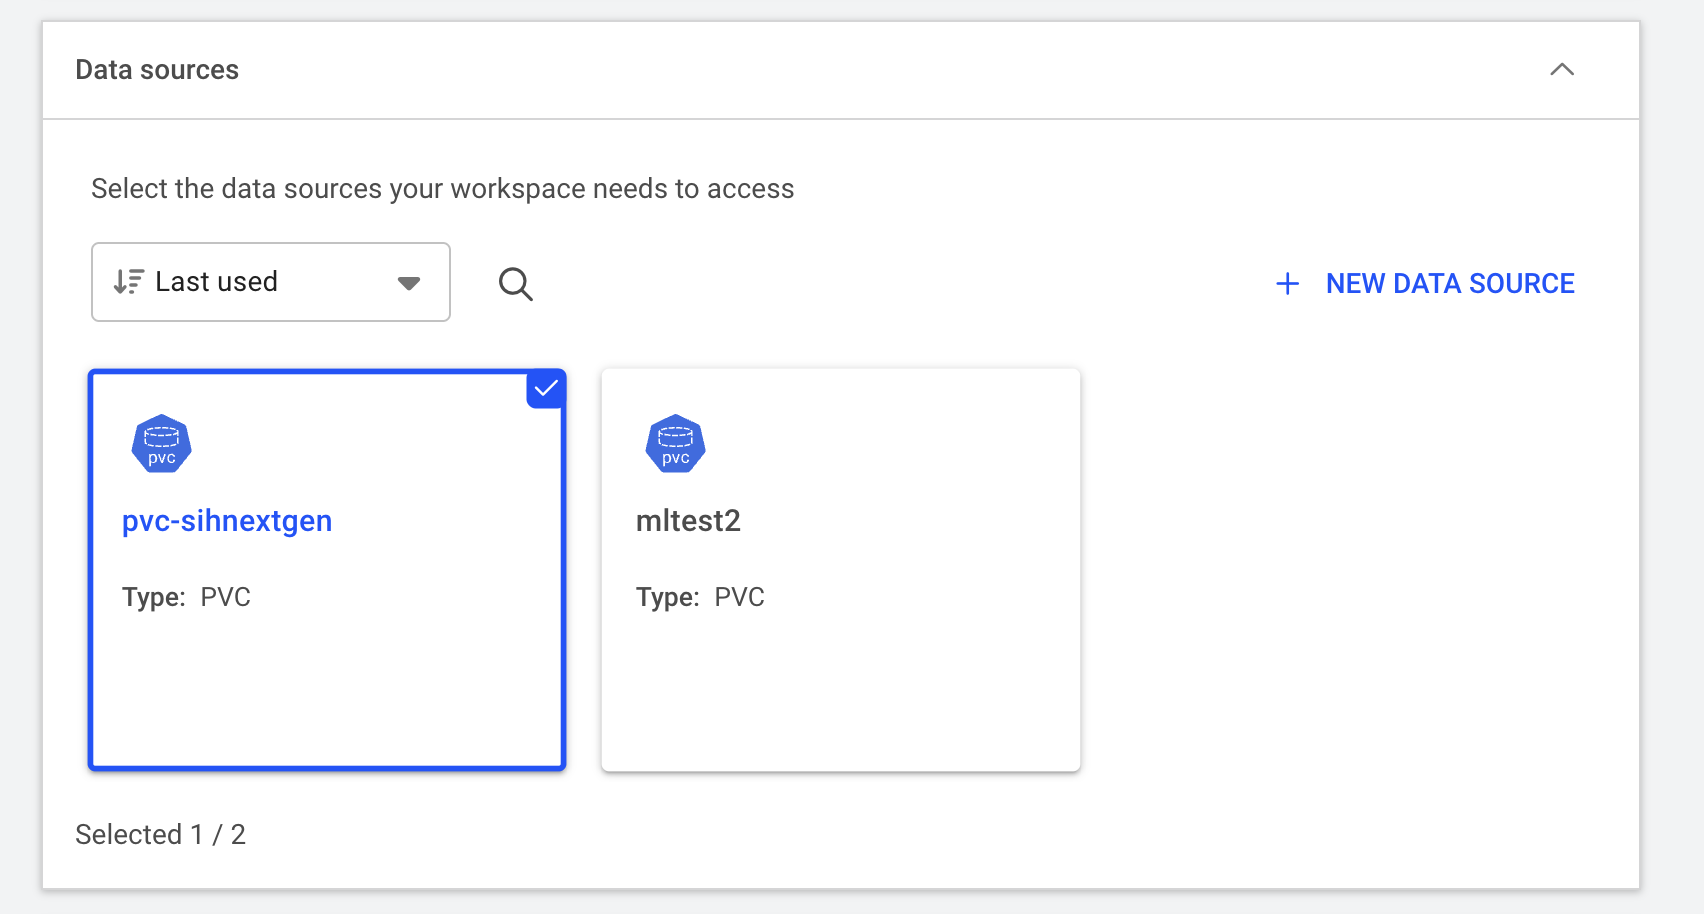 Data sources
Select the data sources your workspace needs to access
Last used
+ NEW DATA SOURCE
pvc
pvc-sihnextgen
Type: PVC
pvc
mltest2
Type: PVC
Selected 1 / 2